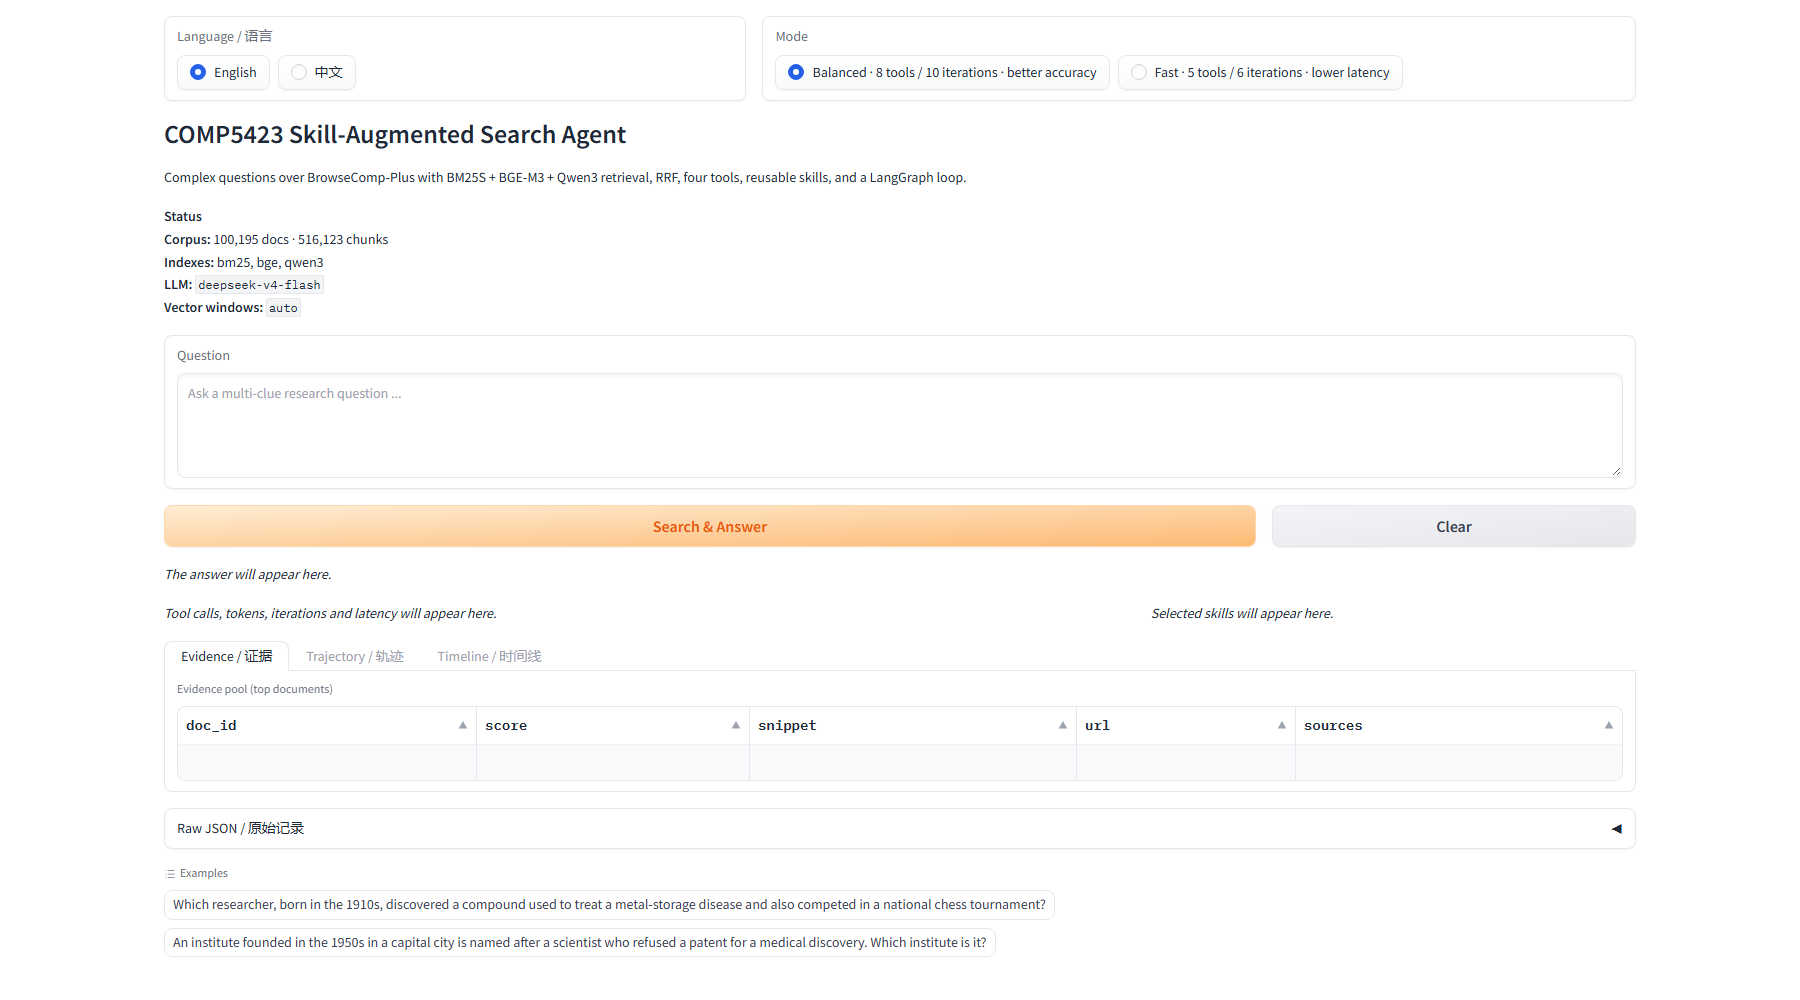 Language / 语言
English
中文
Mode
Balanced · 8 tools / 10 iterations · better accuracy
Fast · 5 tools / 6 iterations · lower latency
COMP5423 Skill-Augmented Search Agent
Complex questions over BrowseComp-Plus with BM25S + BGE-M3 + Qwen3 retrieval, RRF, four tools, reusable skills, and a LangGraph loop.
Status
Corpus: 100,195 docs · 516,123 chunks
Indexes: bm25, bge, qwen3
LLM: deepseek-v4-flash
Vector windows: auto
Question
Ask a multi-clue research question ...
Search & Answer
Clear
The answer will appear here.
Tool calls, tokens, iterations and latency will appear here.
Selected skills will appear here.
Evidence / 证据
Trajectory / 轨迹
Timeline / 时间线
Evidence pool (top documents)
doc_id
score
snippet
url
sources
Raw JSON / 原始记录
Examples
Which researcher, born in the 1910s, discovered a compound used to treat a metal-storage disease and also competed in a national chess tournament?
An institute founded in the 1950s in a capital city is named after a scientist who refused a patent for a medical discovery. Which institute is it?